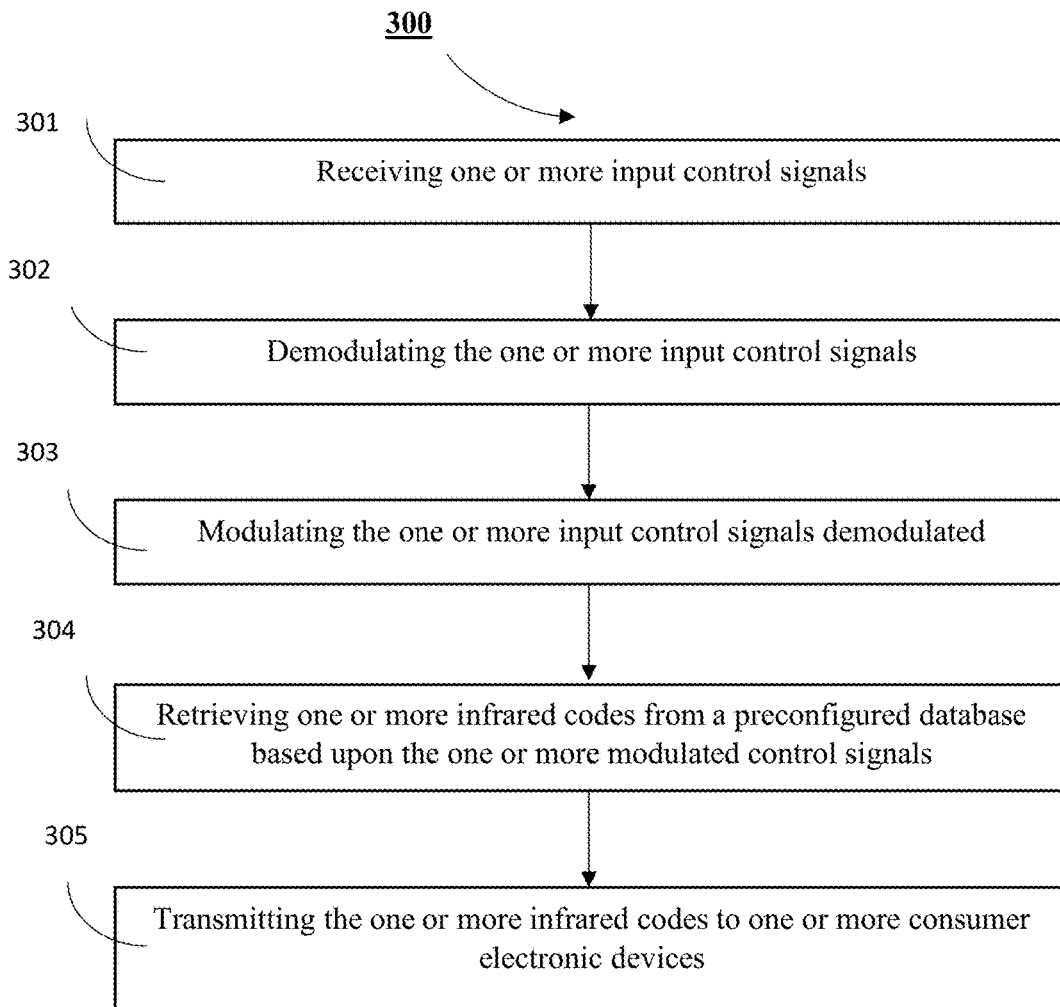 300
301
Receiving one or more input control signals
302
Demodulating the one or more input control signals
303
Modulating the one or more input control signals demodulated
304
Retrieving one or more infrared codes from a preconfigured database
based upon the one or more modulated control signals
305
Transmitting the one or more infrared codes to one or more consumer
electronic devices